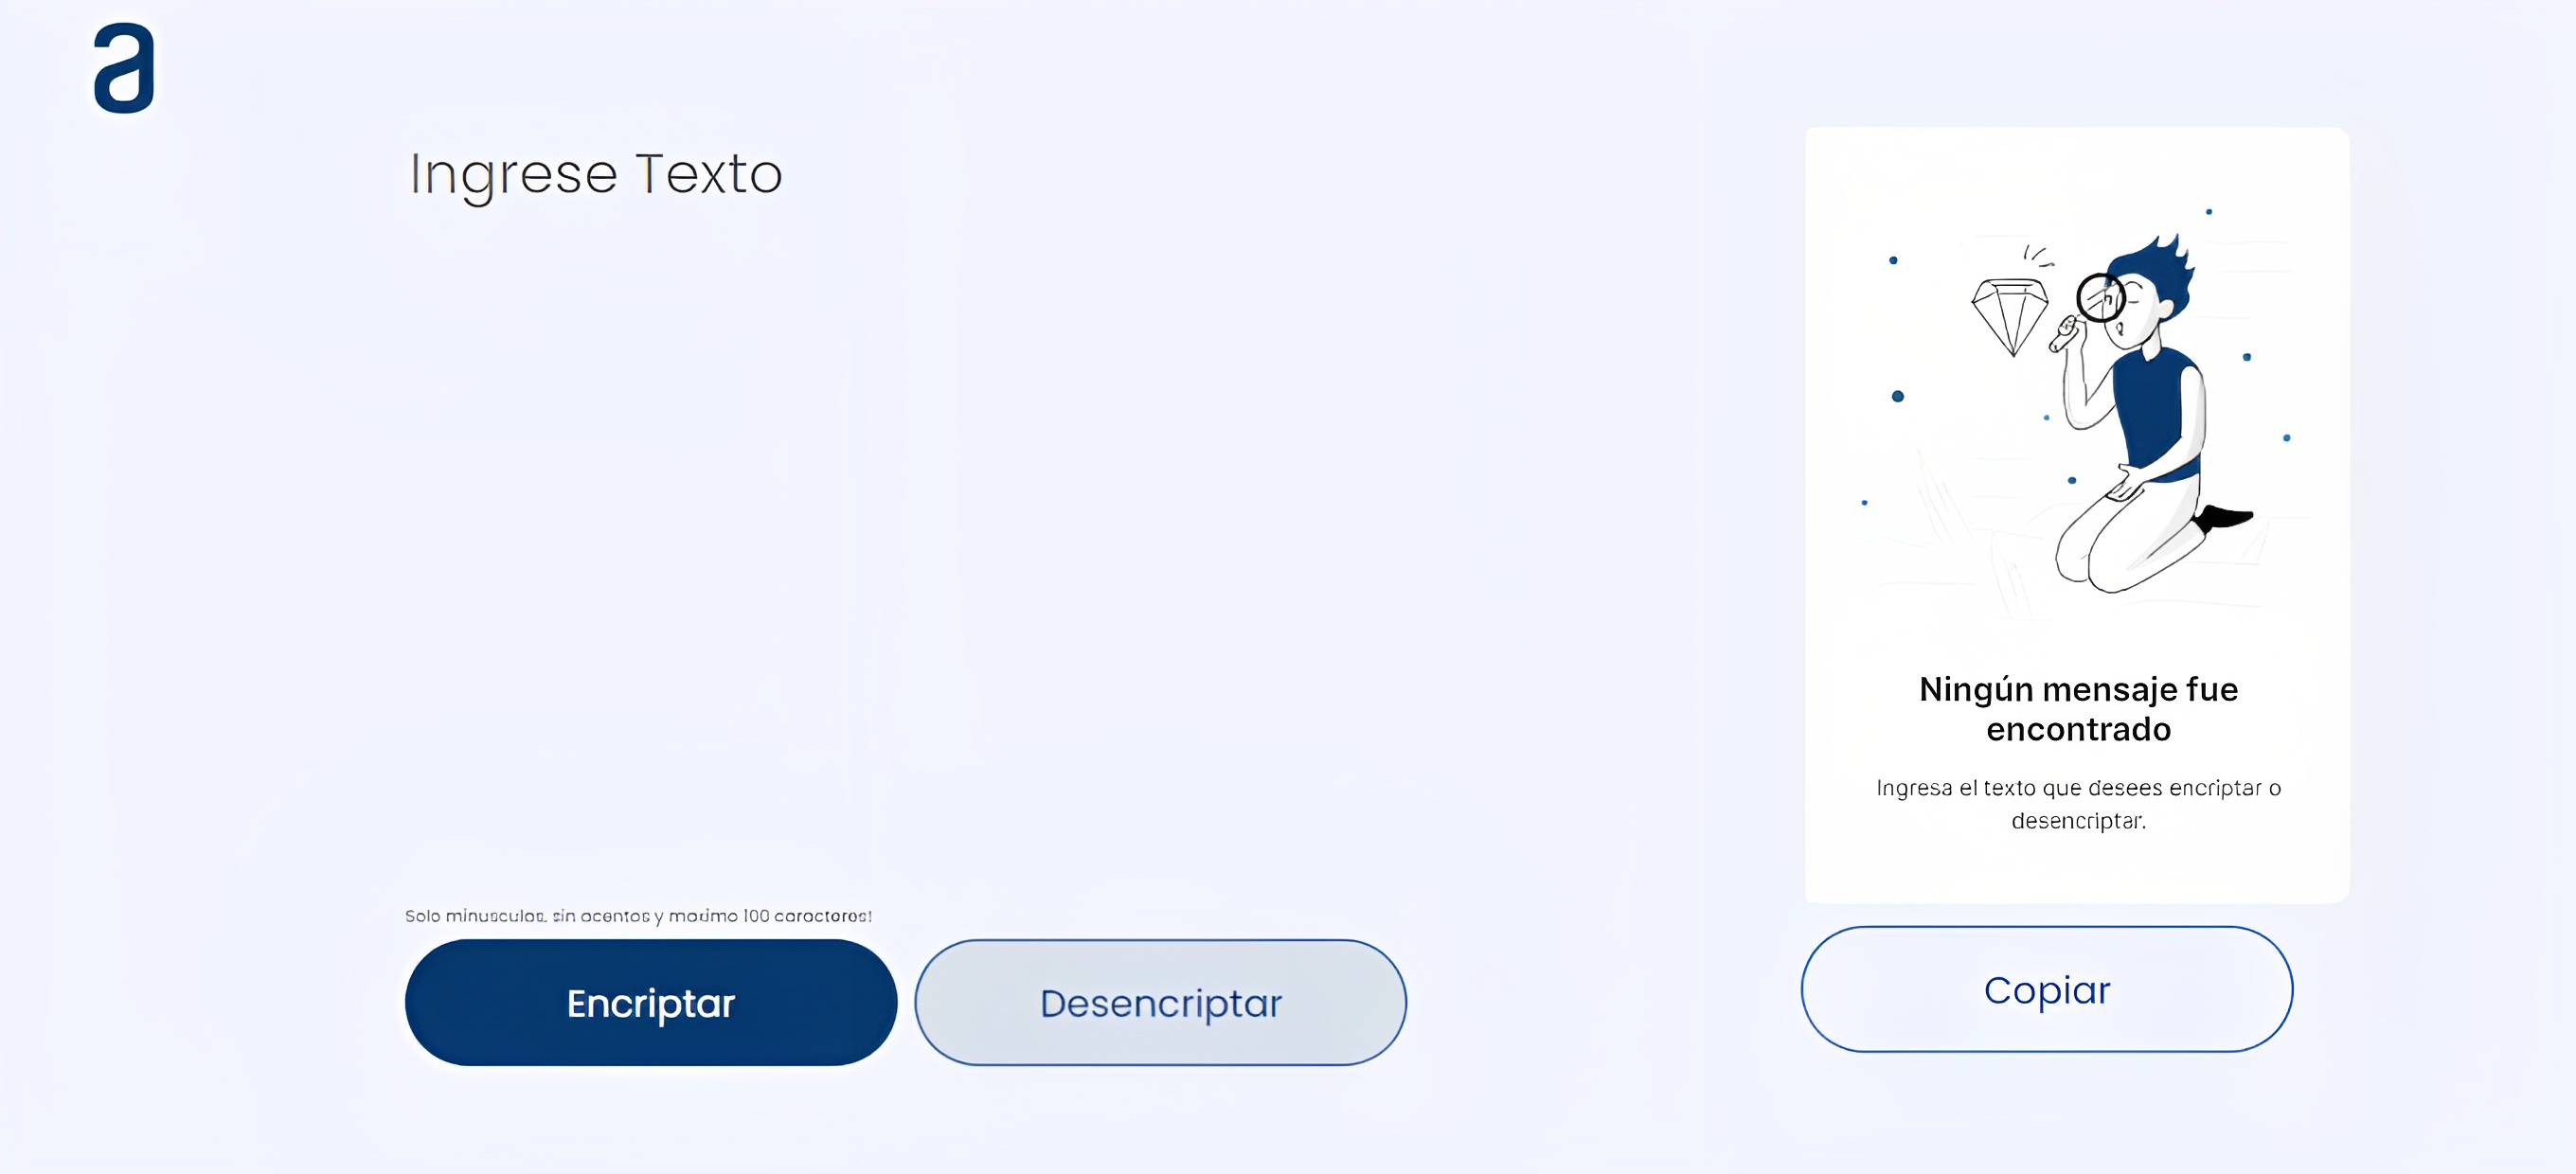 a
Ingrese Texto
Ningún mensaje fue
encontrado
Ingresa el texto que desees encriptar o
desencriptar.
Solo minusculas, sin acentos y maximo 100 caracteres!
Encriptar
Desencriptar
Copiar